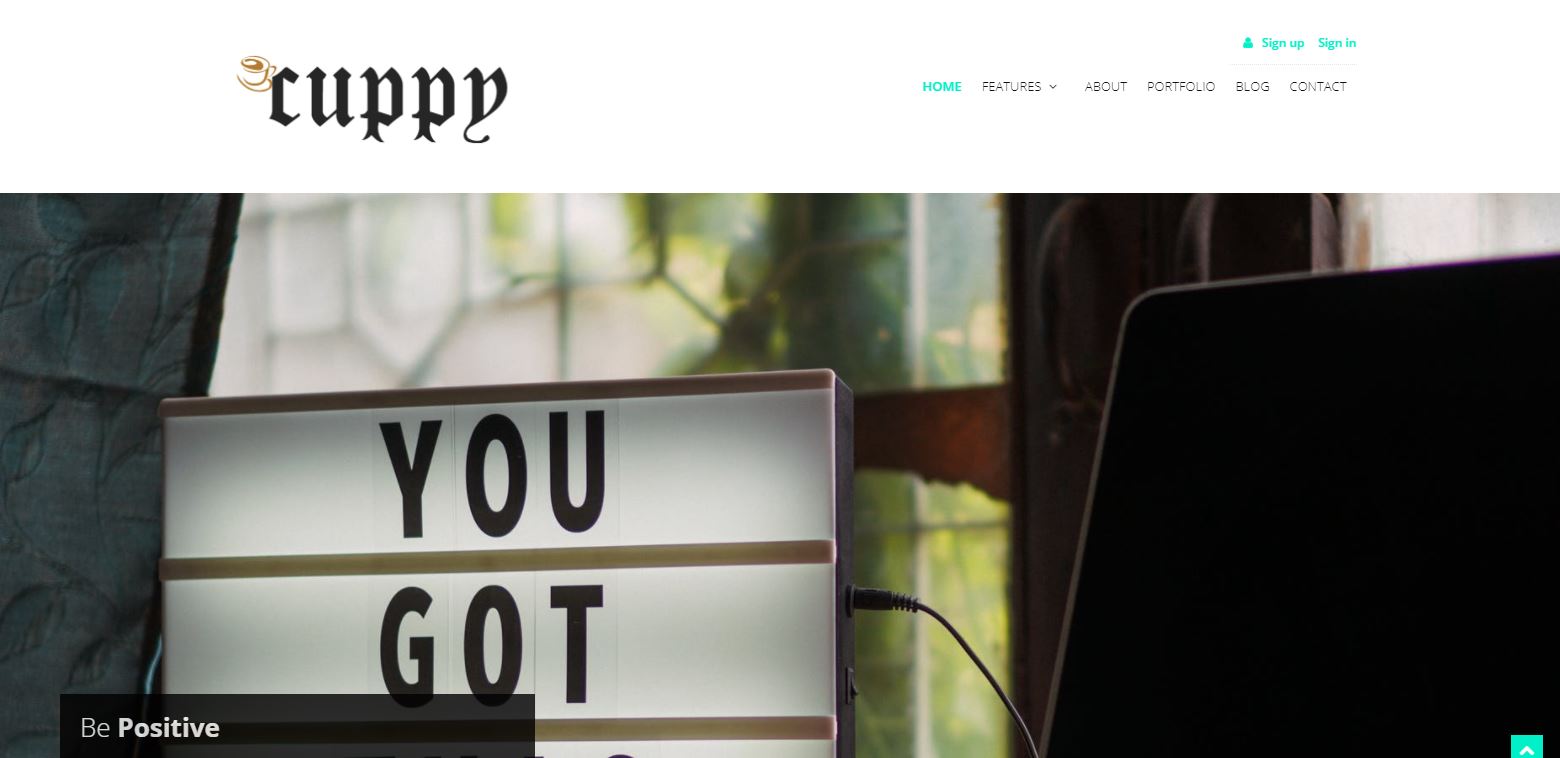 Sign up Sign in
cuppy
HOME FEATURES ABOUT PORTFOLIO BLOG CONTACT
YOU
GOT
Be Positive